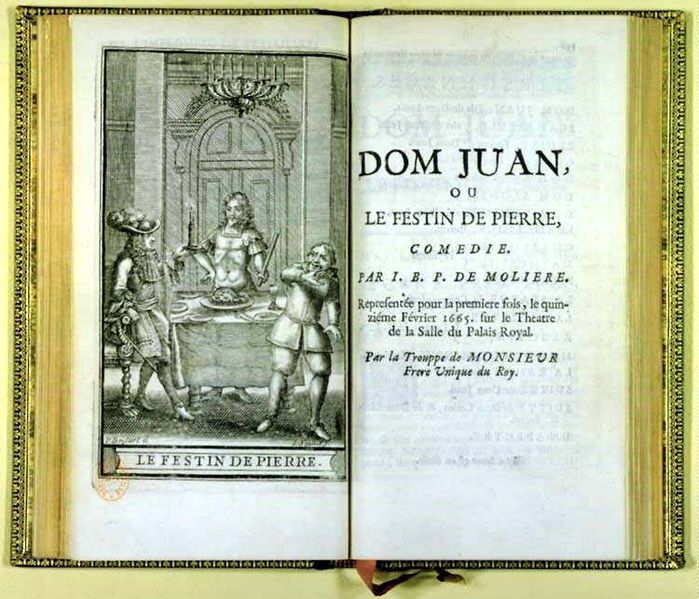 LE FESTIN DE PIERRE.
DOM JUAN,
OU
LE FESTIN DE PIERRE,
COMEDIE.
PAR I. B. P. DE MOLIERE.
Representée pour la premiere fois, le quin-
ziéme Février 1665. sur le Theatre
de la Salle du Palais Royal.
Par la Trouppe de MONSIEUR
Frere Unique du Roy.